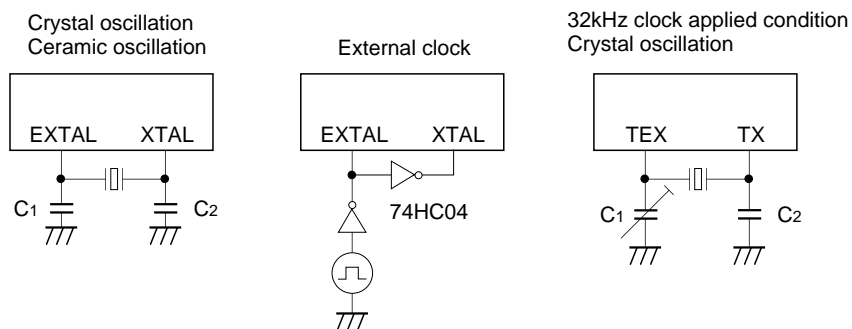 Crystal oscillation
Ceramic oscillation
EXTAL XTAL
C1 C2
External clock
EXTAL XTAL
74HC04
32kHz clock applied condition
Crystal oscillation
TEX TX
C1 C2